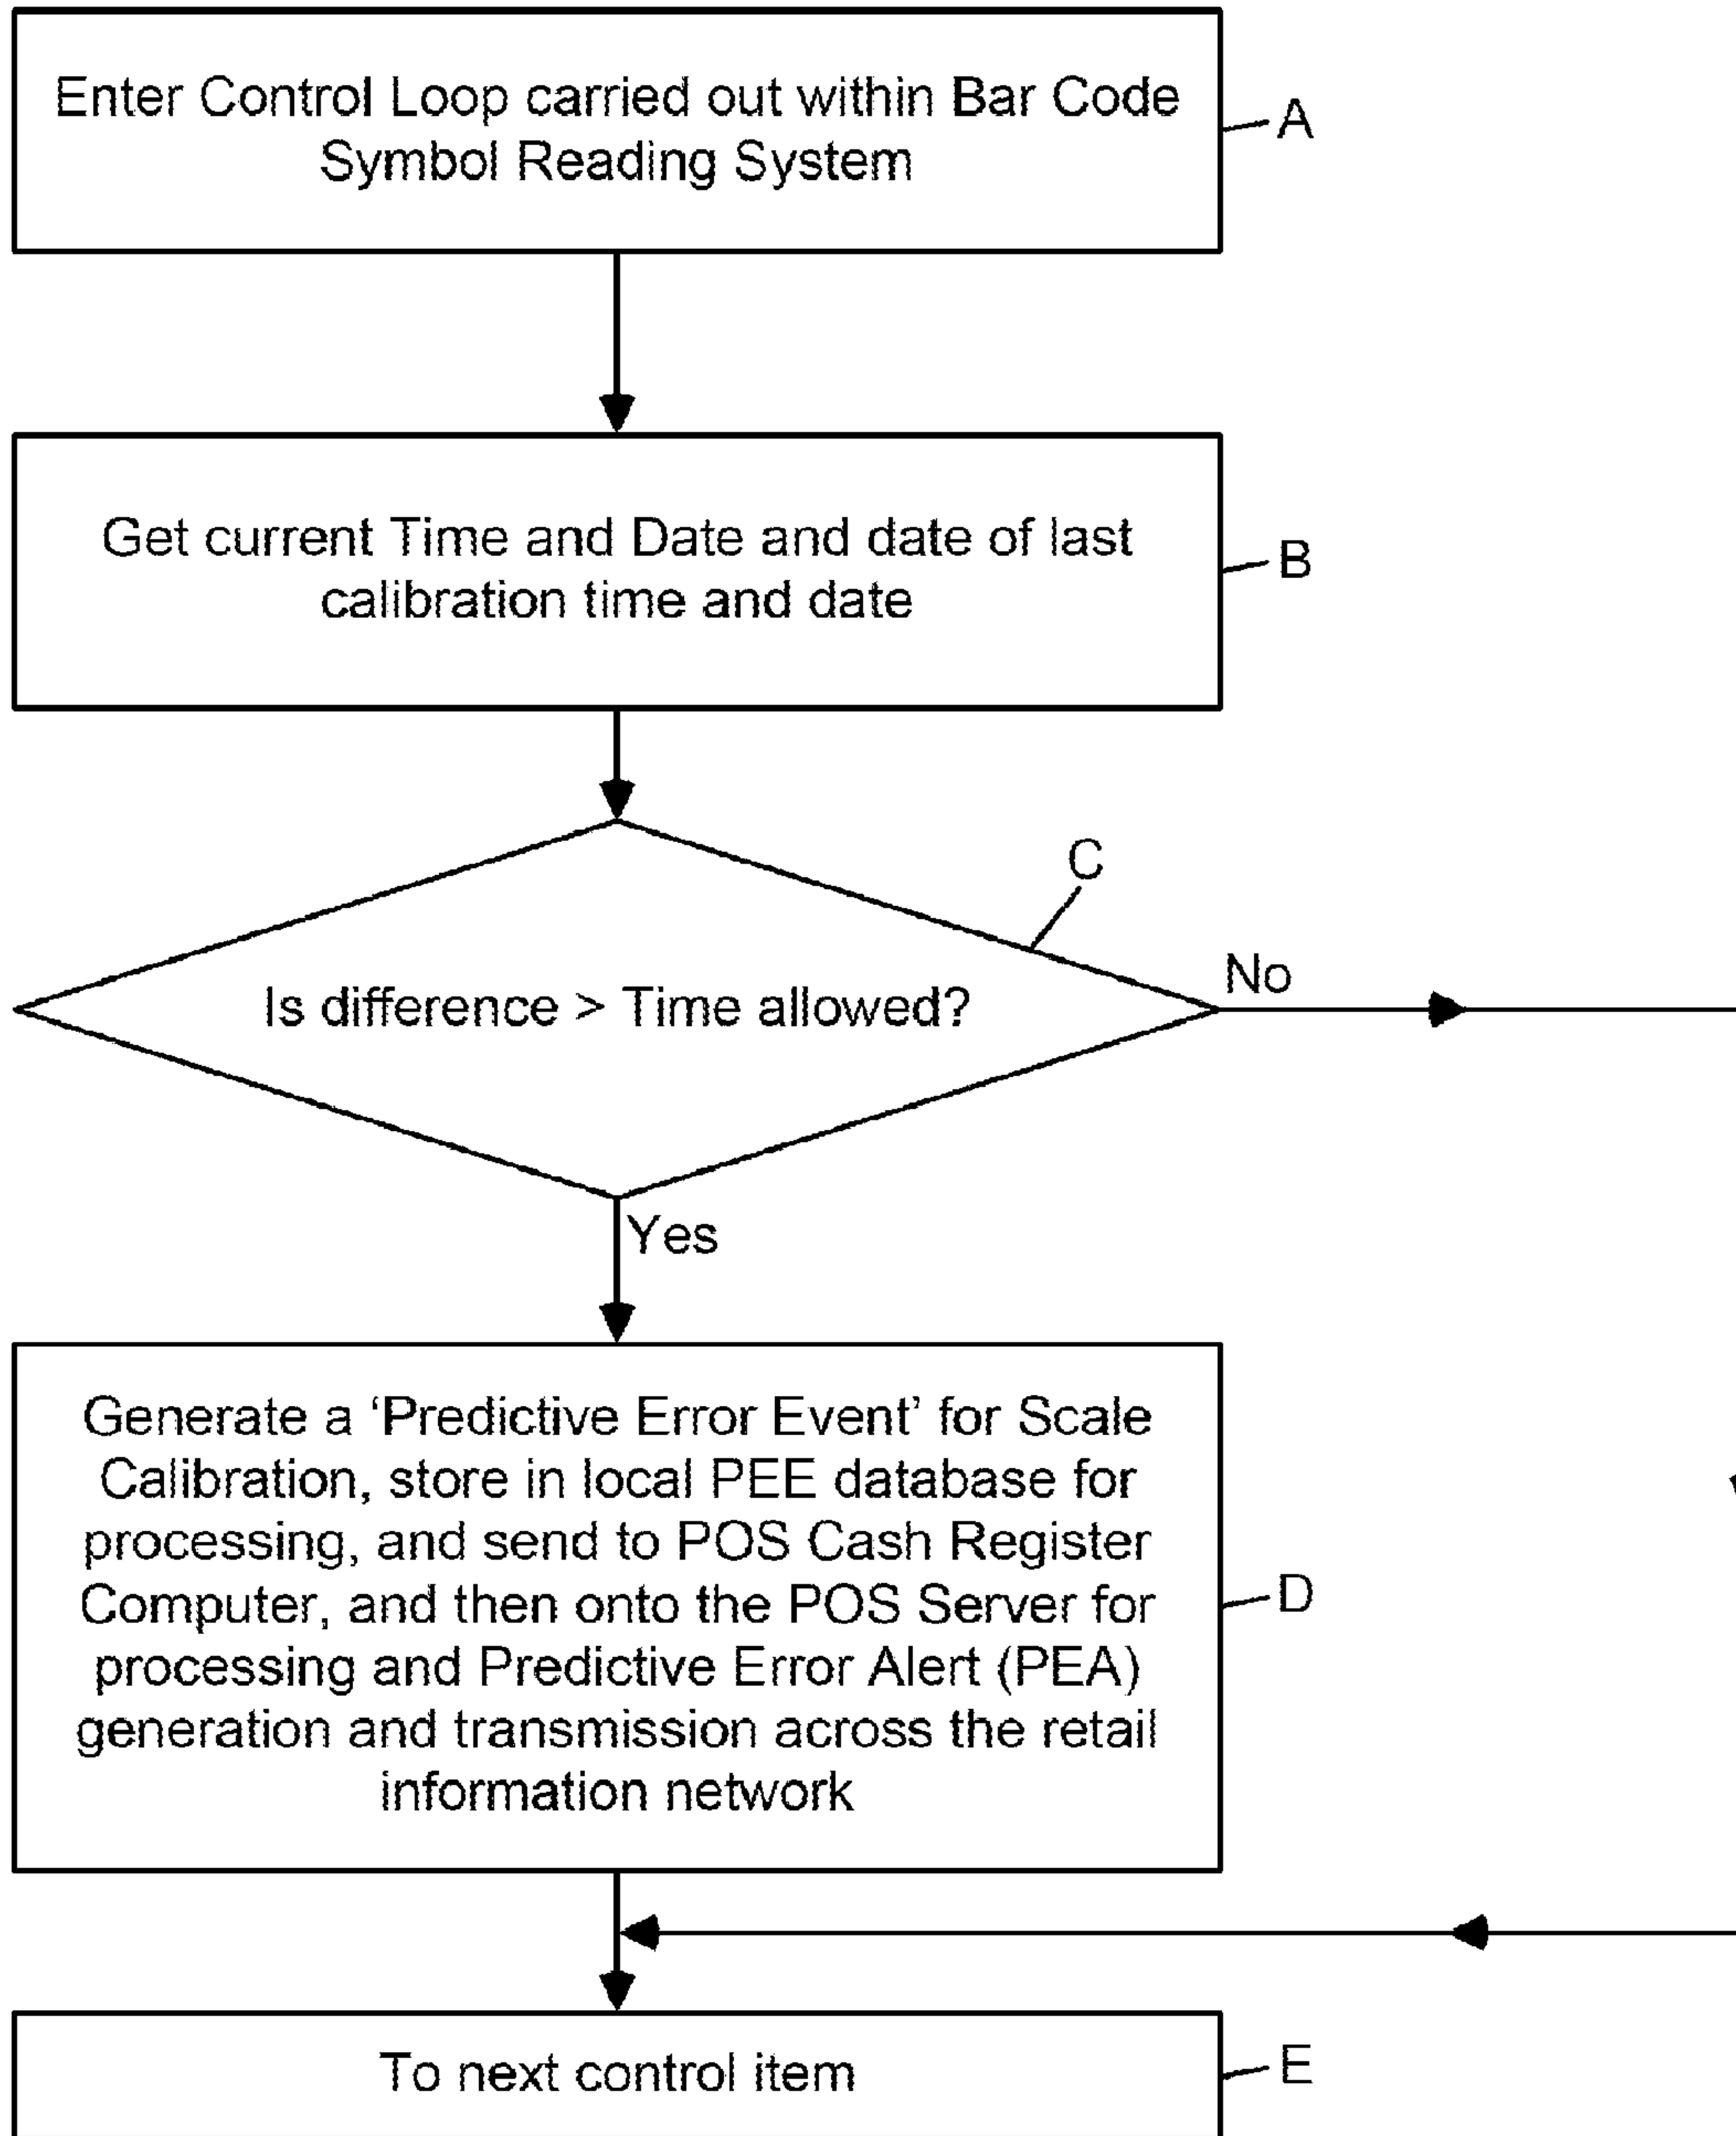 Enter Control Loop carried out within Bar Code
Symbol Reading System
A
Get current Time and Date and date of last
calibration time and date
B
C
Is difference > Time allowed?
No
Yes
Generate a ‘Predictive Error Event’ for Scale
Calibration, store in local PEE database for
processing, and send to POS Cash Register
Computer, and then onto the POS Server for
processing and Predictive Error Alert (PEA)
generation and transmission across the retail
information network
D
To next control item
E